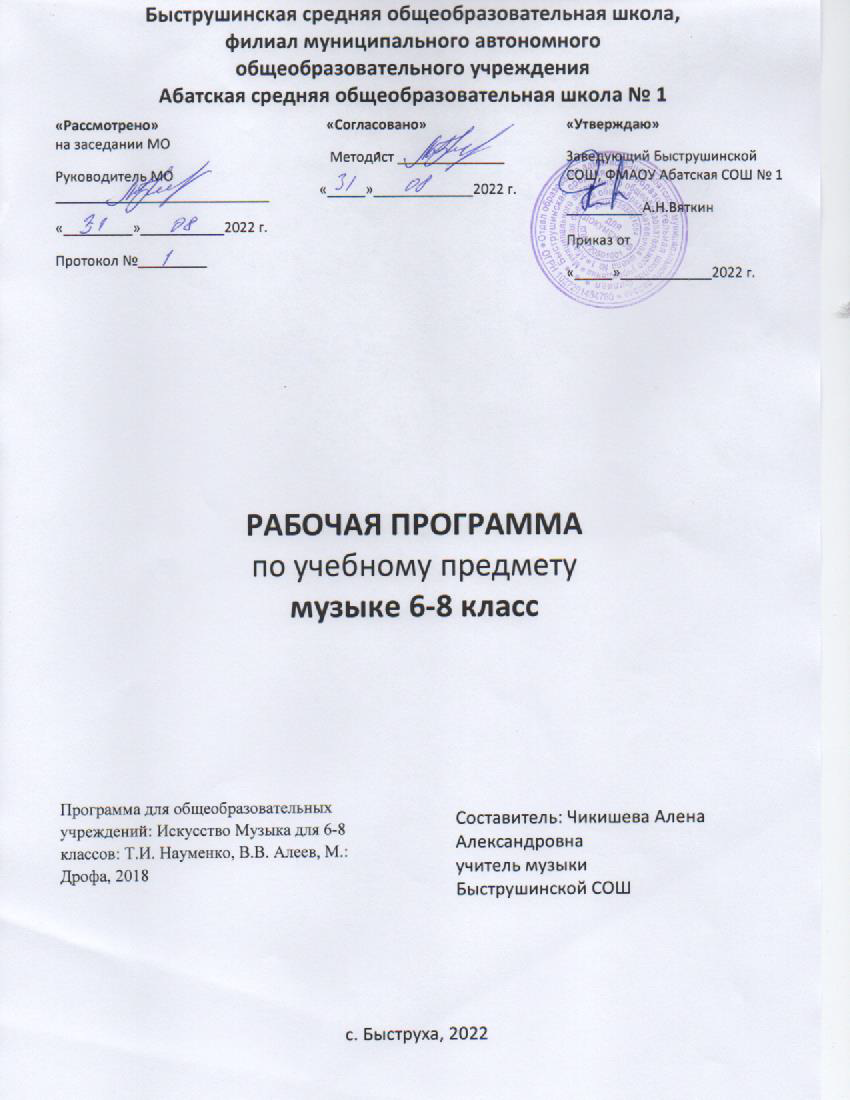 Быструшинская средняя общеобразовательная школа,
филиал муниципального автономного
общеобразовательного учреждения
Абатская средняя общеобразовательная школа № 1
«Рассмотрено»
на заседании МО
Руководитель МО
«31»08 2022 г.
Протокол № 1
«Согласовано»
Методист
«31» 08 2022 г.
«Утверждаю»
Заведующий Быструшинской
СОШ, ФМАОУ Абатская СОШ № 1
А.Н.Вяткин
Приказ от
«_____»____________2022 г.
РАБОЧАЯ ПРОГРАММА
по учебному предмету
музыке 6-8 класс
Программа для общеобразовательных
учреждений: Искусство Музыка для 6-8
классов: Т.И. Науменко, В.В. Алеев, М.:
Дрофа, 2018
Составитель: Чикишева Алена
Александровна
учитель музыки
Быструшинской СОШ
с. Быструха, 2022